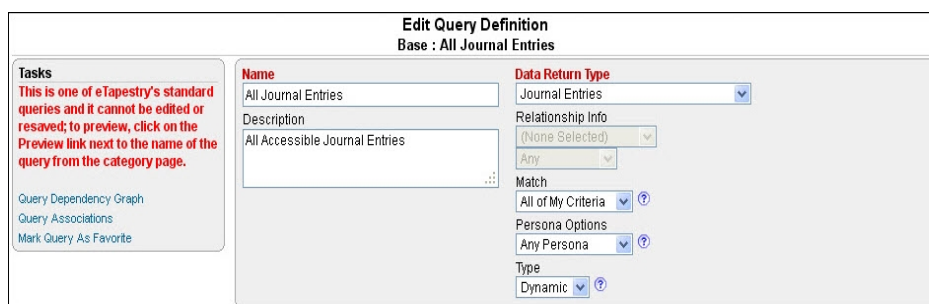 Edit Query Definition
Base : All Journal Entries
Tasks
This is one of eTapestry's standard
queries and it cannot be edited or
resaved; to preview, click on the
Preview link next to the name of the
query from the category page.
Query Dependency Graph
Query Associations
Mark Query As Favorite
Name
All Journal Entries
Description
All Accessible Journal Entries
Data Return Type
Journal Entries
Relationship Info
(None Selected)
Any
Match
All of My Criteria ?
Persona Options
Any Persona ?
Type
Dynamic ?